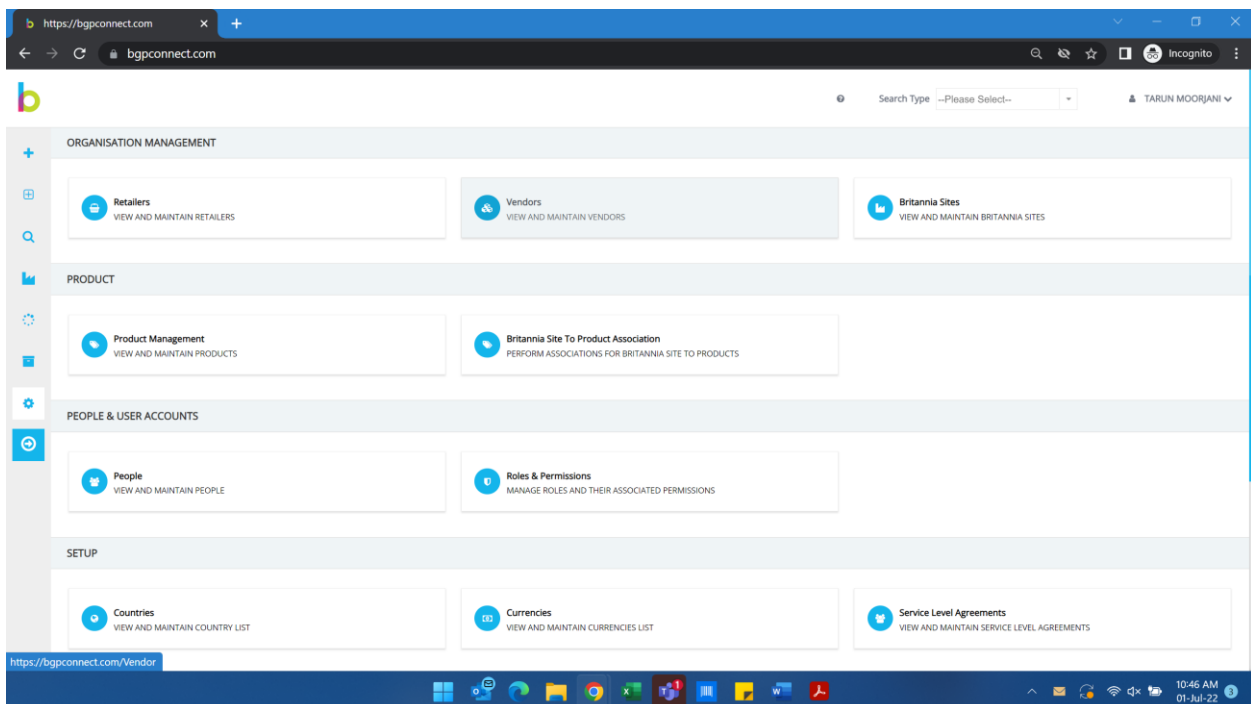 https://bgpconnect.com
bgpconnect.com
Incognito
Search Type --Please Select--
TARUN MOORJANI
ORGANISATION MANAGEMENT
Retailers
VIEW AND MAINTAIN RETAILERS
Vendors
VIEW AND MAINTAIN VENDORS
Britannia Sites
VIEW AND MAINTAIN BRITANNIA SITES
PRODUCT
Product Management
VIEW AND MAINTAIN PRODUCTS
Britannia Site To Product Association
PERFORM ASSOCIATIONS FOR BRITANNIA SITE TO PRODUCTS
PEOPLE & USER ACCOUNTS
People
VIEW AND MAINTAIN PEOPLE
Roles & Permissions
MANAGE ROLES AND THEIR ASSOCIATED PERMISSIONS
SETUP
Countries
VIEW AND MAINTAIN COUNTRY LIST
Currencies
VIEW AND MAINTAIN CURRENCIES LIST
Service Level Agreements
VIEW AND MAINTAIN SERVICE LEVEL AGREEMENTS
https://bgpconnect.com/Vendor
10:46 AM
01-Jul-22
3